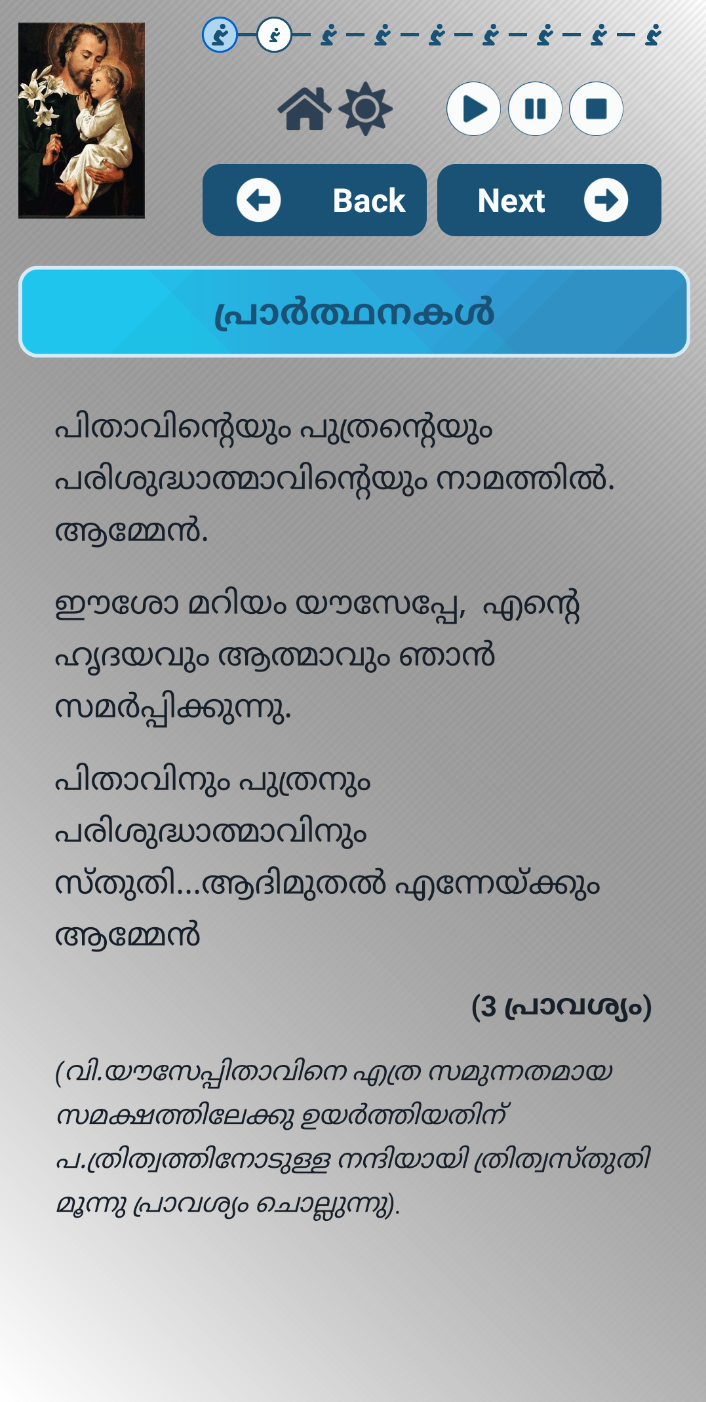 Back
Next
പ്രാർത്ഥനകൾ
പിതാവിന്റെയും പുത്രന്റെയും
പരിശുദ്ധാത്മാവിന്റെയും നാമത്തിൽ.
ആമ്മേൻ.
ഈശോ മറിയം യൗസേപ്പേ, എന്റെ
ഹൃദയവും ആത്മാവും ഞാൻ
സമർപ്പിക്കുന്നു.
പിതാവിനും പുത്രനും
പരിശുദ്ധാത്മാവിനും
സ്തുതി...ആദിമുതൽ എന്നേയ്ക്കും
ആമ്മേൻ
(3 പ്രാവശ്യം)
(വി.യൗസേപ്പിതാവിനെ എത്ര സമുന്നതമായ
സമക്ഷത്തിലേക്കു ഉയർത്തിയതിന്
പ.ത്രിത്വത്തിനോടുള്ള നന്ദിയായി ത്രിത്വസ്തുതി
മൂന്നു പ്രാവശ്യം ചൊല്ലുന്നു).